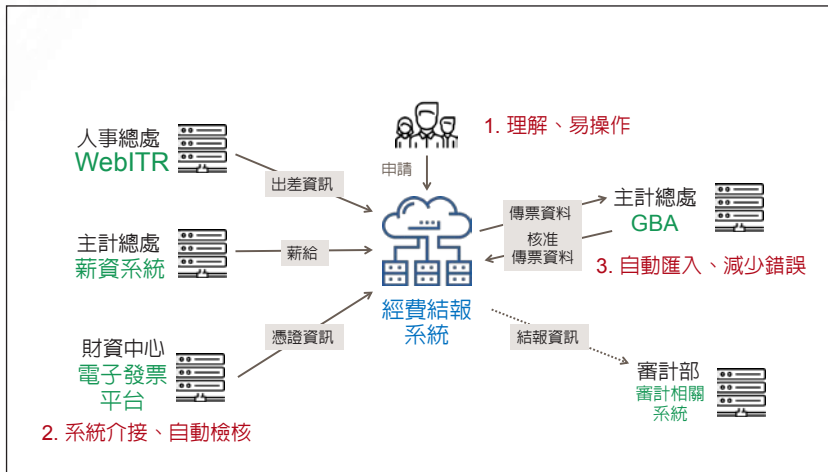 人事總處
WebITR
出差資訊
申請
1. 理解、易操作
主計總處
薪資系統
薪給
傳票資料
核准
傳票資料
主計總處
GBA
3. 自動匯入、減少錯誤
經費結報
系統
財資中心
電子發票
平台
憑證資訊
2. 系統介接、自動檢核
結報資訊
審計部
審計相關
系統